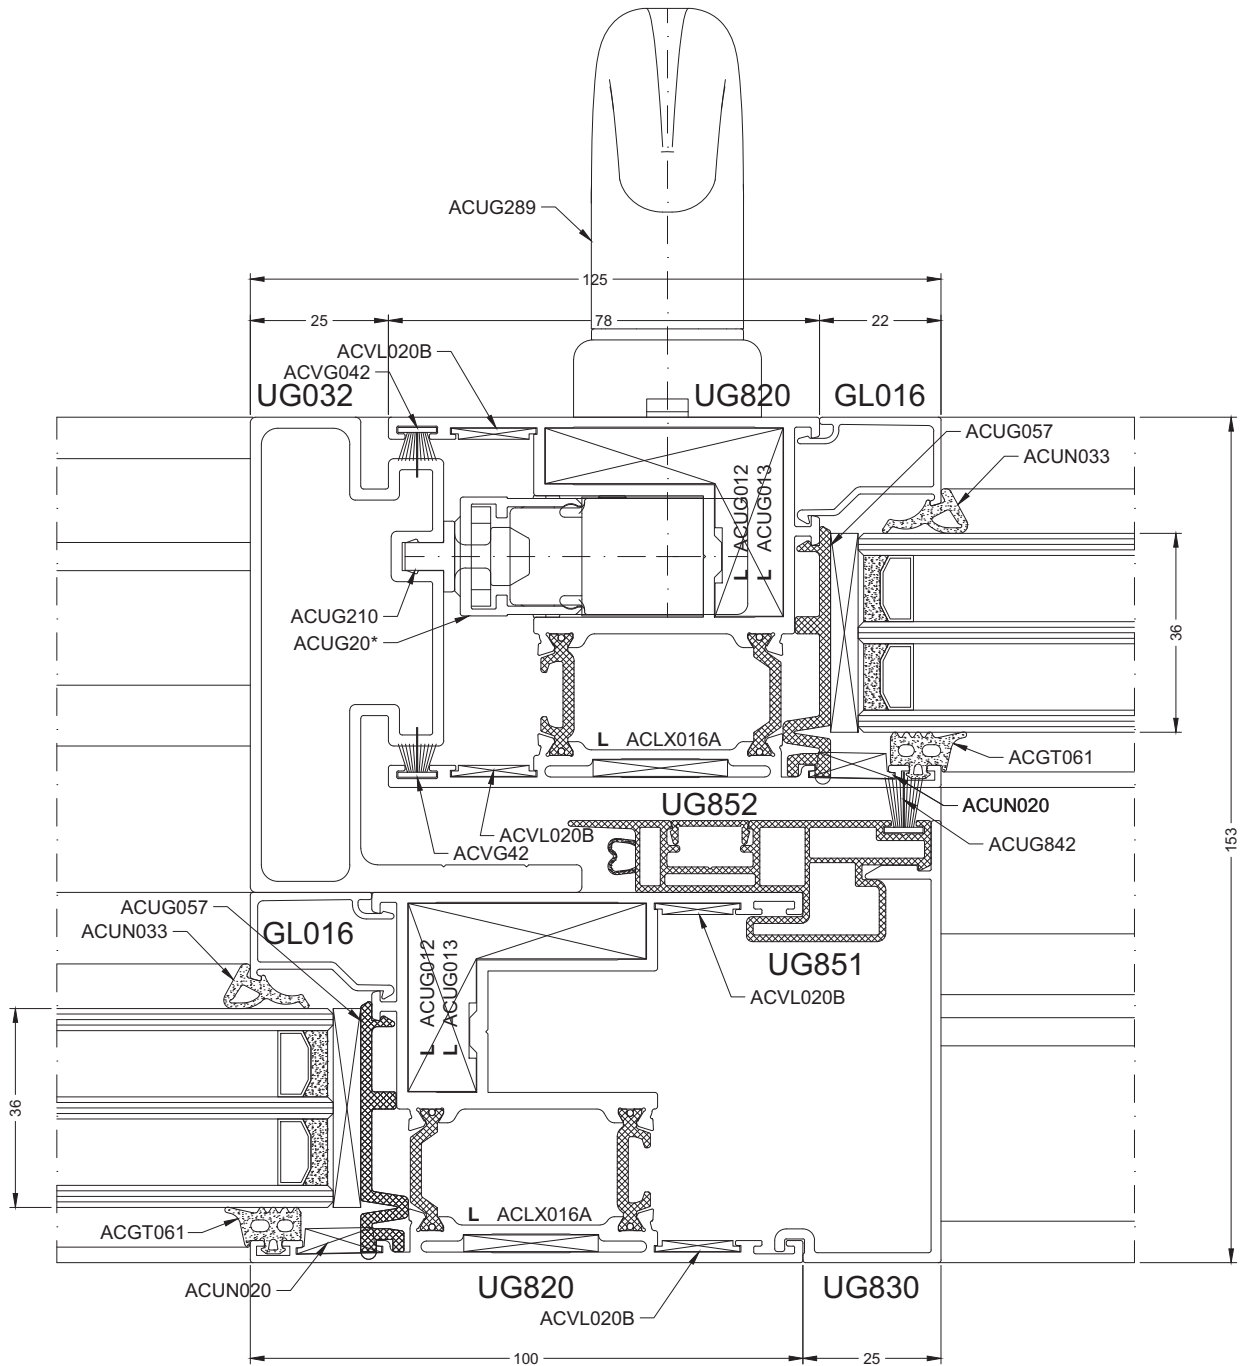 ACUG289
125
25
78
22
ACVL020B
ACVG042
UG032
UG820
GL016
ACUG057
ACUN033
ACUG012
ACUG013
L
L
ACUG210
ACUG20*
36
L ACLX016A
ACGT061
ACUN020
UG852
ACVL020B
ACVG42
ACUG842
153
ACUG057
ACUN033
GL016
ACUG012
ACUG013
L
L
UG851
ACVL020B
36
L ACLX016A
ACGT061
ACUN020
UG820
UG830
ACVL020B
100
25